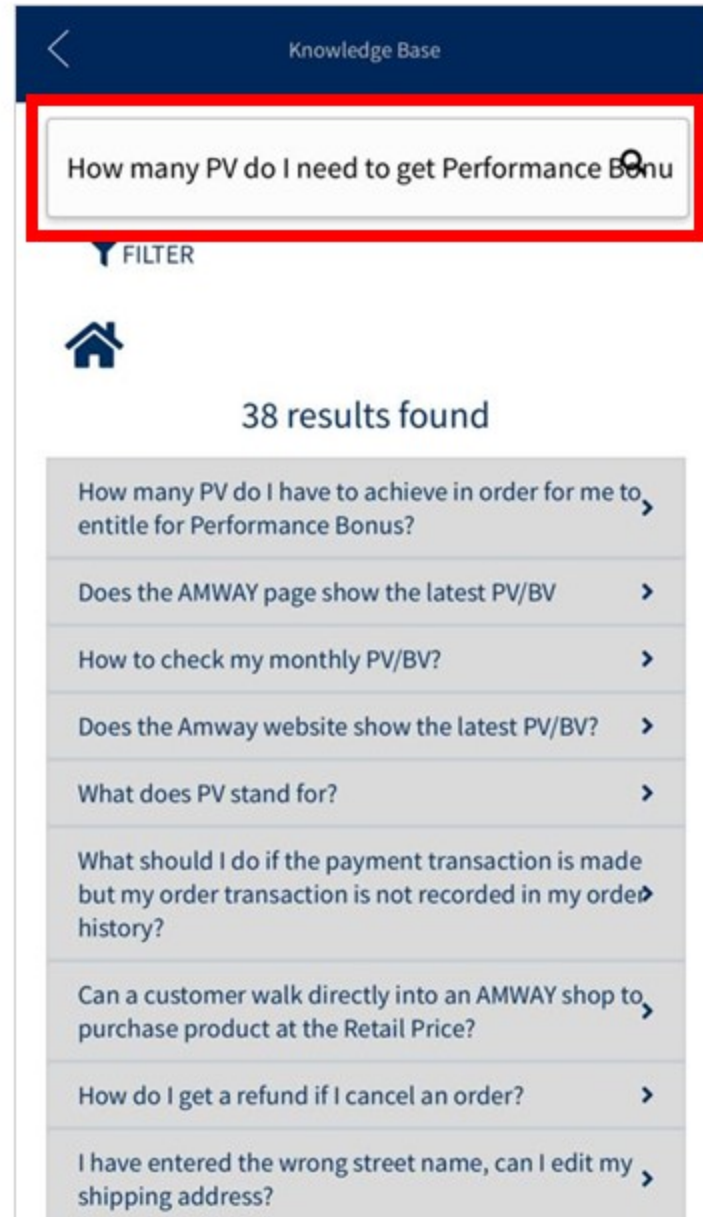 Knowledge Base
How many PV do I need to get Performance Bonu
FILTER
38 results found
How many PV do I have to achieve in order for me to
entitle for Performance Bonus?
Does the AMWAY page show the latest PV/BV
How to check my monthly PV/BV?
Does the Amway website show the latest PV/BV?
What does PV stand for?
What should I do if the payment transaction is made
but my order transaction is not recorded in my order
history?
Can a customer walk directly into an AMWAY shop to
purchase product at the Retail Price?
How do I get a refund if I cancel an order?
I have entered the wrong street name, can I edit my
shipping address?